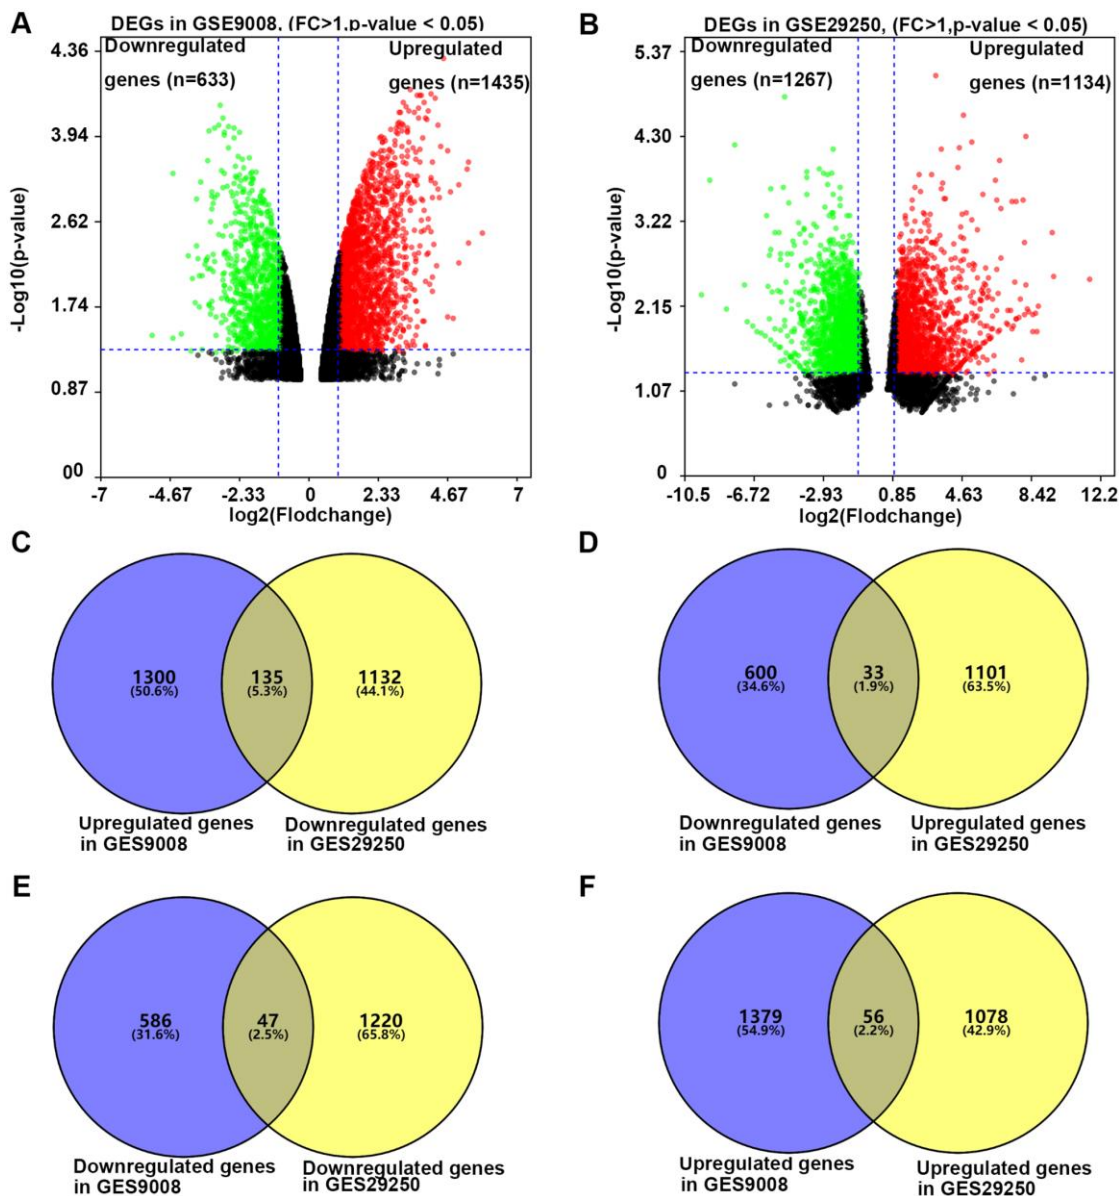 A
DEGs in GSE9008, (FC>1,p-value < 0.05)
Downregulated
genes (n=633)
Upregulated
genes (n=1435)
4.36
3.94
2.62
1.74
0.87
00
-Log10(p-value)
-7 -4.67 -2.33 0 2.33 4.67 7
log2(Flodchange)
B
DEGs in GSE29250, (FC>1,p-value < 0.05)
Downregulated
genes (n=1267)
Upregulated
genes (n=1134)
5.37
4.30
3.22
2.15
1.07
0
-Log10(p-value)
-10.5 -6.72 -2.93 0.85 4.63 8.42 12.2
log2(Flodchange)
C
1300 135 1132
(50.6%) (5.3%) (44.1%)
Upregulated genes
in GES9008
Downregulated genes
in GES29250
D
600 33 1101
(34.6%) (1.9%) (63.5%)
Downregulated genes
in GES9008
Upregulated genes
in GES29250
E
586 47 1220
(31.6%) (2.5%) (65.8%)
Downregulated genes
in GES9008
Downregulated genes
in GES29250
F
1379 56 1078
(54.9%) (2.2%) (42.9%)
Upregulated genes
in GES9008
Upregulated genes
in GES29250